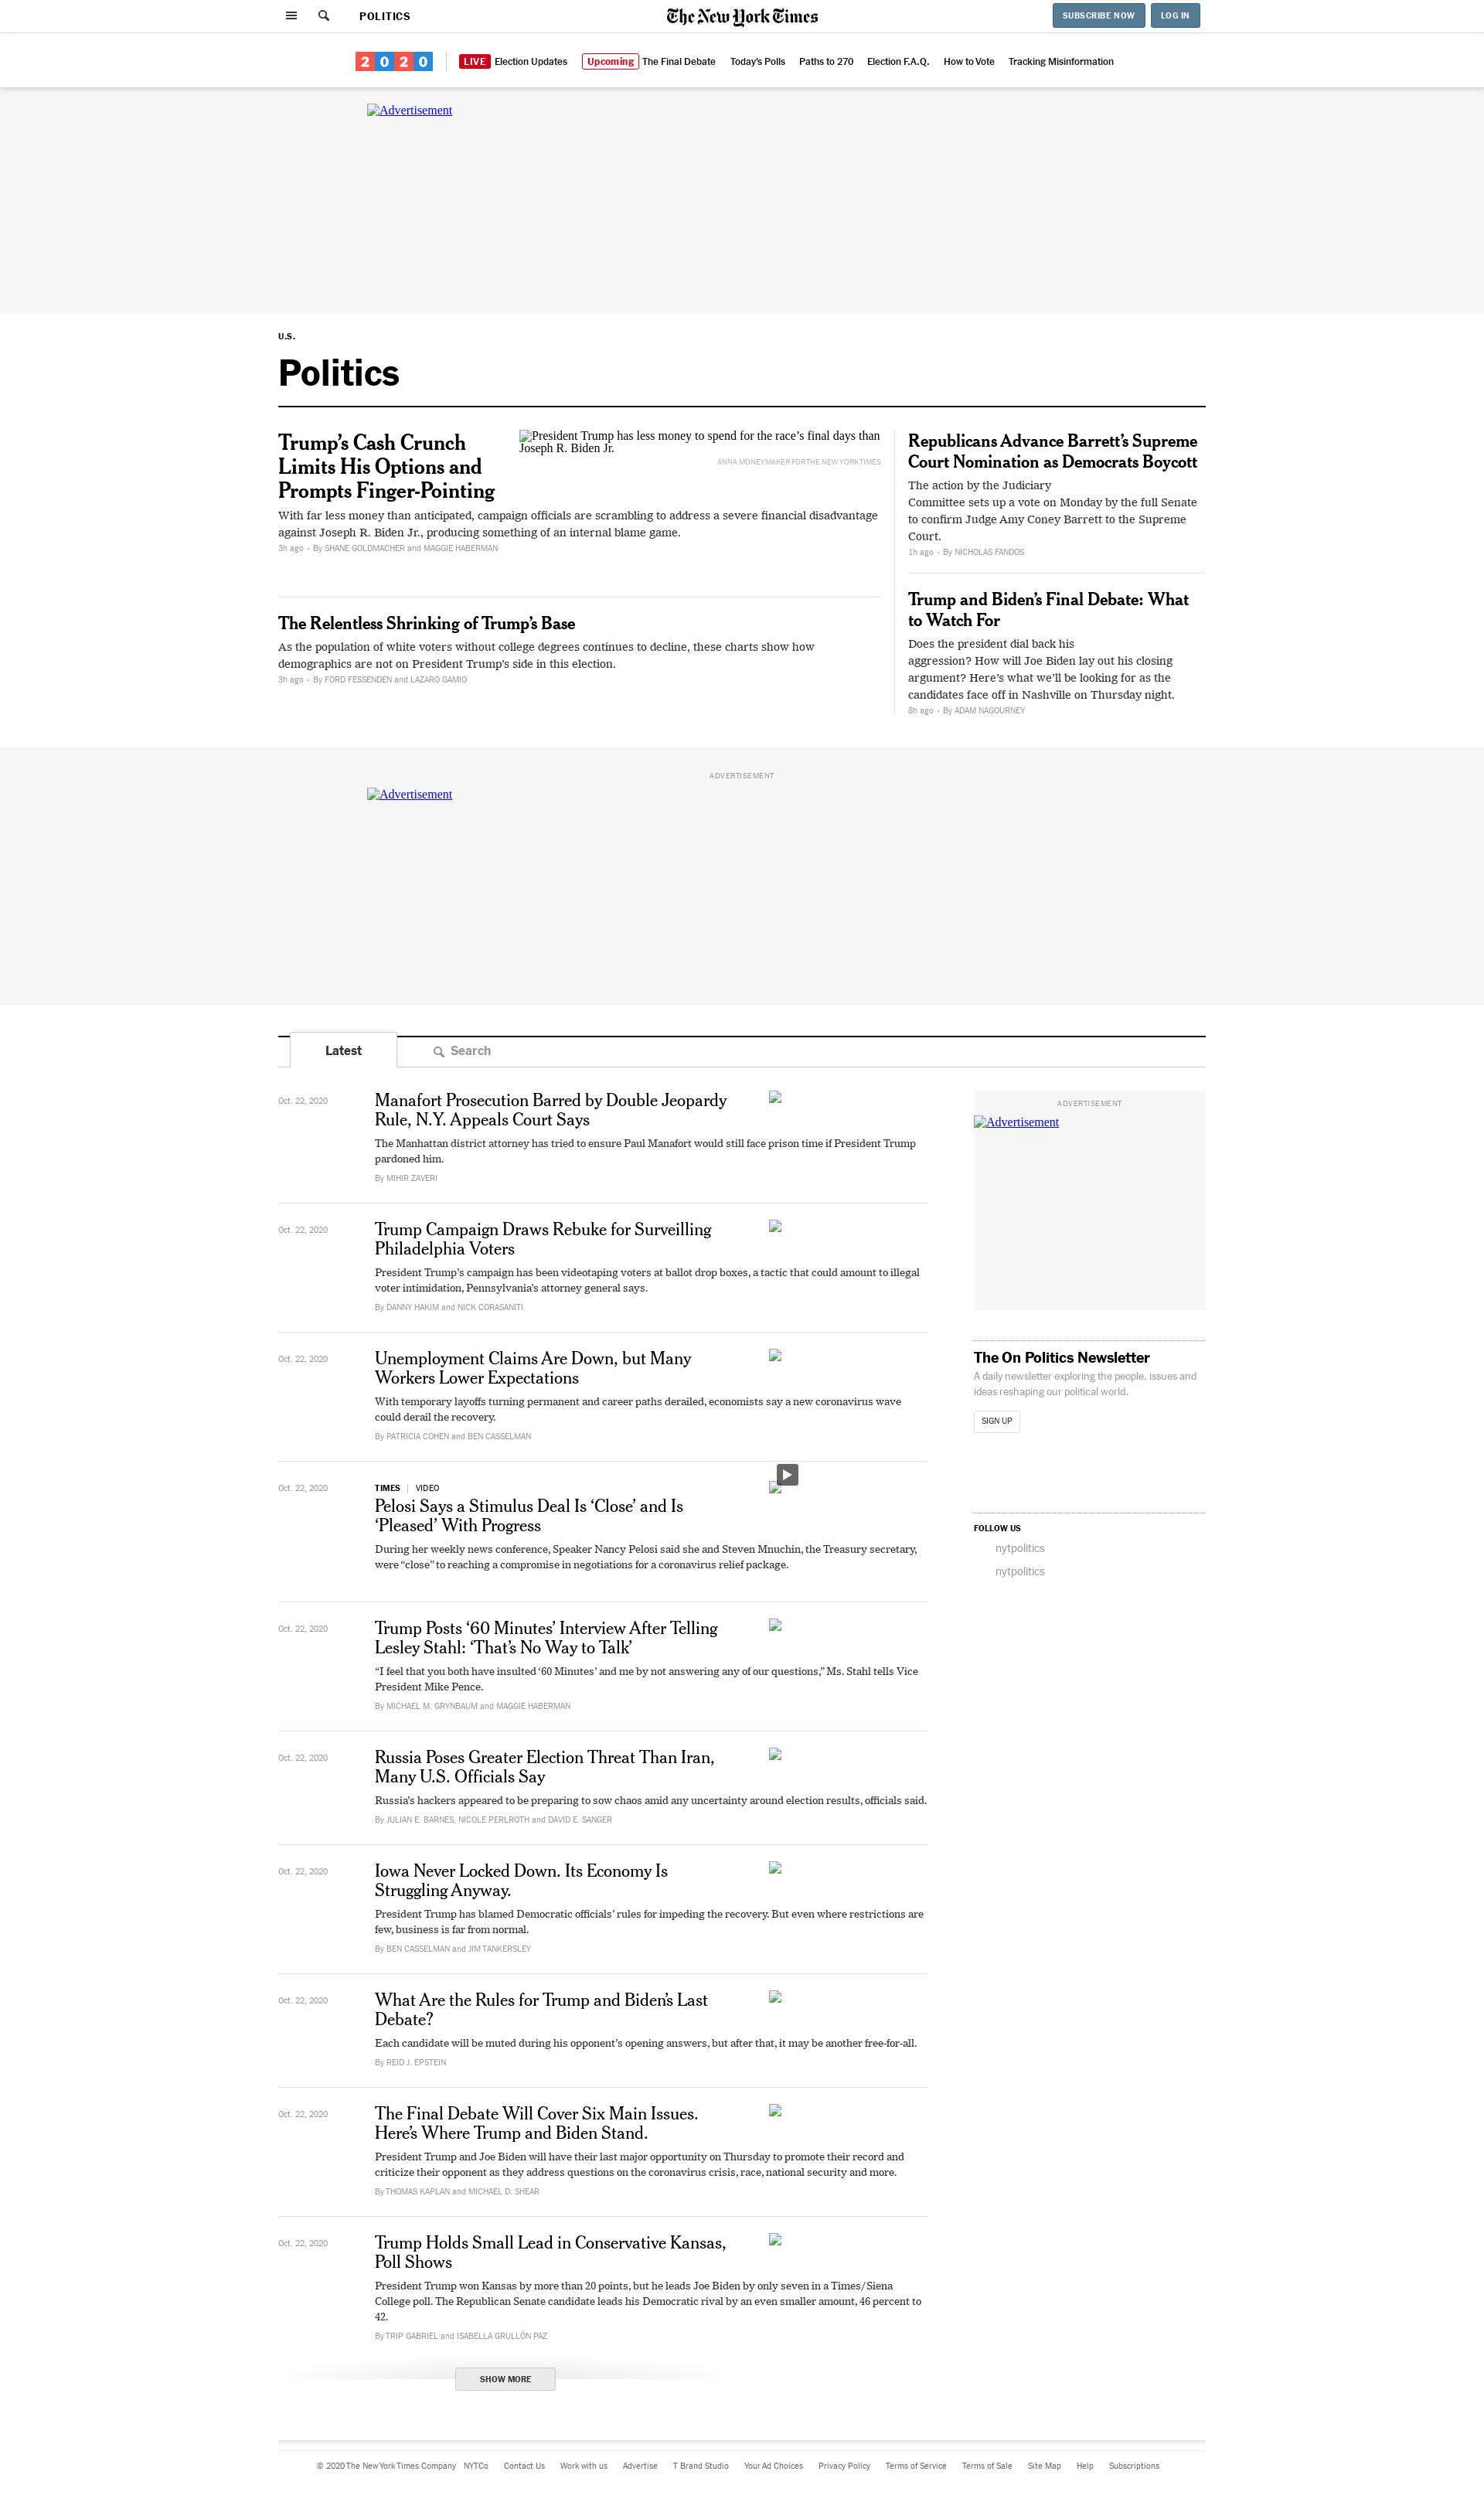 POLITICS
The New York Times
SUBSCRIBE NOW
LOG IN
2020
LIVE Election Updates
Upcoming The Final Debate
Today's Polls
Paths to 270
Election F.A.Q.
How to Vote
Tracking Misinformation
Advertisement
U.S.
Politics
Trump’s Cash Crunch
Limits His Options and
Prompts Finger-Pointing
President Trump has less money to spend for the race’s final days than
Joseph R. Biden Jr.
ANNA MONEYMAKER FOR THE NEW YORK TIMES
With far less money than anticipated, campaign officials are scrambling to address a severe financial disadvantage
against Joseph R. Biden Jr., producing something of an internal blame game.
3h ago • By SHANE GOLDMACHER and MAGGIE HABERMAN
The Relentless Shrinking of Trump’s Base
As the population of white voters without college degrees continues to decline, these charts show how
demographics are not on President Trump’s side in this election.
3h ago • By FORD FESSENDEN and LAZARO GAMIO
Republicans Advance Barrett’s Supreme
Court Nomination as Democrats Boycott
The action by the Judiciary
Committee sets up a vote on Monday by the full Senate
to confirm Judge Amy Coney Barrett to the Supreme
Court.
1h ago • By NICHOLAS FANDOS
Trump and Biden’s Final Debate: What
to Watch For
Does the president dial back his
aggression? How will Joe Biden lay out his closing
argument? Here’s what we’ll be looking for as the
candidates face off in Nashville on Thursday night.
8h ago • By ADAM NAGOURNEY
ADVERTISEMENT
Advertisement
Latest
Search
Oct. 22, 2020
Manafort Prosecution Barred by Double Jeopardy
Rule, N.Y. Appeals Court Says
The Manhattan district attorney has tried to ensure Paul Manafort would still face prison time if President Trump
pardoned him.
By MIHIR ZAVERI
Oct. 22, 2020
Trump Campaign Draws Rebuke for Surveilling
Philadelphia Voters
President Trump’s campaign has been videotaping voters at ballot drop boxes, a tactic that could amount to illegal
voter intimidation, Pennsylvania’s attorney general says.
By DANNY HAKIM and NICK CORASANITI
Oct. 22, 2020
Unemployment Claims Are Down, but Many
Workers Lower Expectations
With temporary layoffs turning permanent and career paths derailed, economists say a new coronavirus wave
could derail the recovery.
By PATRICIA COHEN and BEN CASSELMAN
Oct. 22, 2020
TIMES | VIDEO
Pelosi Says a Stimulus Deal Is ‘Close’ and Is
‘Pleased’ With Progress
During her weekly news conference, Speaker Nancy Pelosi said she and Steven Mnuchin, the Treasury secretary,
were “close” to reaching a compromise in negotiations for a coronavirus relief package.
Oct. 22, 2020
Trump Posts ‘60 Minutes’ Interview After Telling
Lesley Stahl: ‘That’s No Way to Talk’
“I feel that you both have insulted ‘60 Minutes’ and me by not answering any of our questions,” Ms. Stahl tells Vice
President Mike Pence.
By MICHAEL M. GRYNBAUM and MAGGIE HABERMAN
Oct. 22, 2020
Russia Poses Greater Election Threat Than Iran,
Many U.S. Officials Say
Russia’s hackers appeared to be preparing to sow chaos amid any uncertainty around election results, officials said.
By JULIAN E. BARNES, NICOLE PERLROTH and DAVID E. SANGER
Oct. 22, 2020
Iowa Never Locked Down. Its Economy Is
Struggling Anyway.
President Trump has blamed Democratic officials’ rules for impeding the recovery. But even where restrictions are
few, business is far from normal.
By BEN CASSELMAN and JIM TANKERSLEY
Oct. 22, 2020
What Are the Rules for Trump and Biden’s Last
Debate?
Each candidate will be muted during his opponent’s opening answers, but after that, it may be another free-for-all.
By REID J. EPSTEIN
Oct. 22, 2020
The Final Debate Will Cover Six Main Issues.
Here’s Where Trump and Biden Stand.
President Trump and Joe Biden will have their last major opportunity on Thursday to promote their record and
criticize their opponent as they address questions on the coronavirus crisis, race, national security and more.
By THOMAS KAPLAN and MICHAEL D. SHEAR
Oct. 22, 2020
Trump Holds Small Lead in Conservative Kansas,
Poll Shows
President Trump won Kansas by more than 20 points, but he leads Joe Biden by only seven in a Times/Siena
College poll. The Republican Senate candidate leads his Democratic rival by an even smaller amount, 46 percent to
42.
By TRIP GABRIEL and ISABELLA GRULLÓN PAZ
SHOW MORE
ADVERTISEMENT
Advertisement
The On Politics Newsletter
A daily newsletter exploring the people, issues and
ideas reshaping our political world.
SIGN UP
FOLLOW US
nytpolitics
nytpolitics
© 2020 The New York Times Company
NYTCo
Contact Us
Work with us
Advertise
T Brand Studio
Your Ad Choices
Privacy Policy
Terms of Service
Terms of Sale
Site Map
Help
Subscriptions